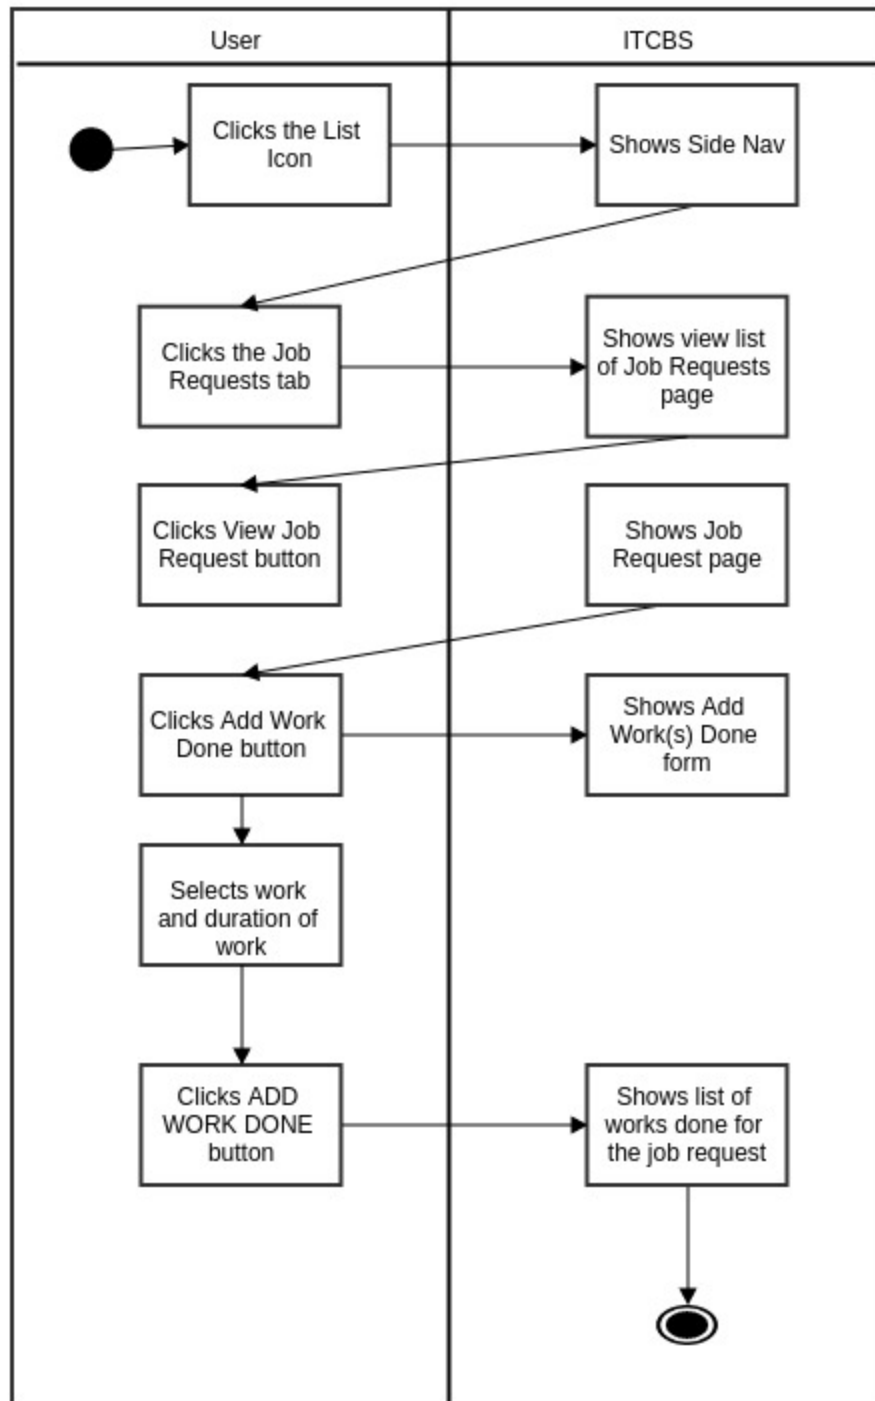 User
ITCBS
Clicks the List
Icon
Shows Side Nav
Clicks the Job
Requests tab
Shows view list
of Job Requests
page
Clicks View Job
Request button
Shows Job
Request page
Clicks Add Work
Done button
Shows Add
Work(s) Done
form
Selects work
and duration of
work
Clicks ADD
WORK DONE
button
Shows list of
works done for
the job request